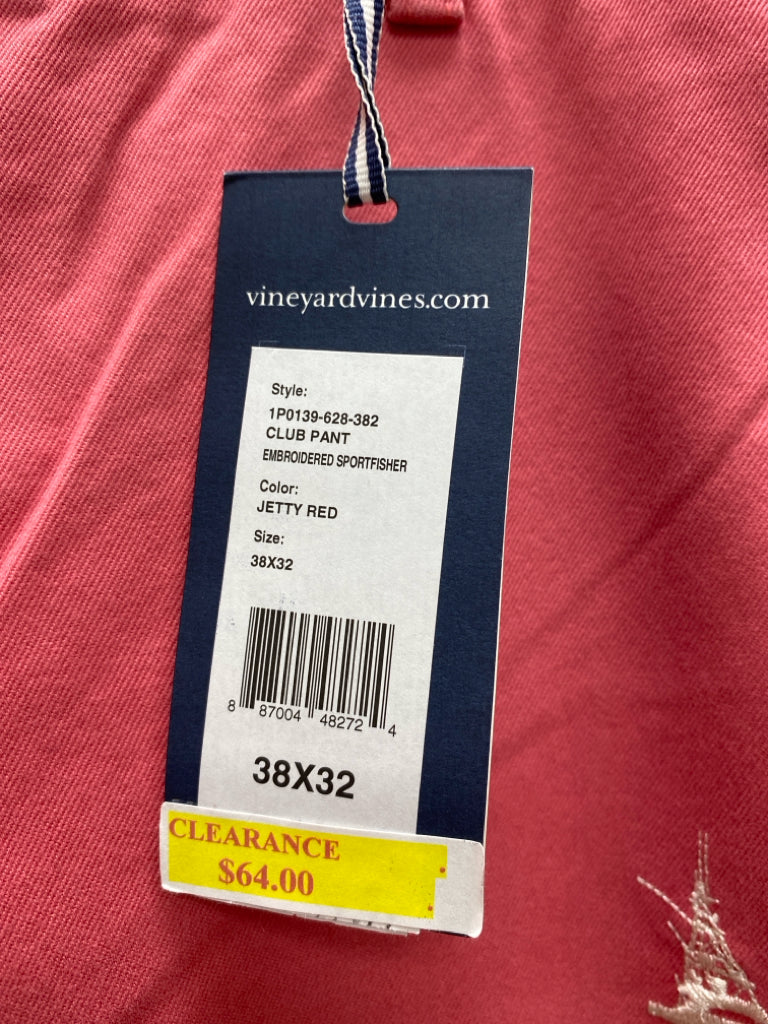 vineyardvines.com
Style:
1P0139-628-382
CLUB PANT
EMBROIDERED SPORTFISHER
Color:
JETTY RED
Size:
38X32
8 87004 48272 4
38X32
CLEARANCE
$64.00